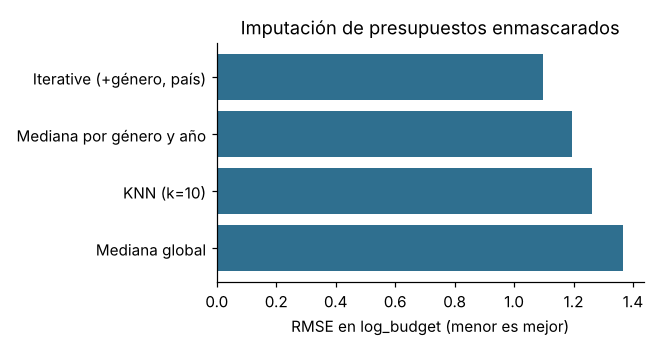 Imputación de presupuestos enmascarados
Iterative (+género, país)
Mediana por género y año
KNN (k=10)
Mediana global
0.0 0.2 0.4 0.6 0.8 1.0 1.2 1.4
RMSE en log_budget (menor es mejor)